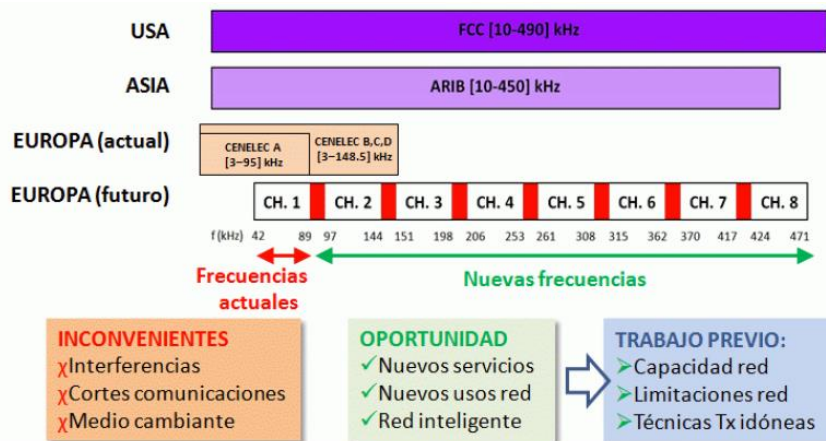 USA
FCC [10-490] kHz
ASIA
ARIB [10-450] kHz
EUROPA (actual)
CENELEC A
[3–95] kHz
CENELEC B,C,D
[3–148.5] kHz
EUROPA (futuro)
CH. 1 CH. 2 CH. 3 CH. 4 CH. 5 CH. 6 CH. 7 CH. 8
f (kHz) 42 89 97 144 151 198 206 253 261 308 315 362 370 417 424 471
Frecuencias
actuales
Nuevas frecuencias
INCONVENIENTES
χInterferencias
χCortes comunicaciones
χMedio cambiante
OPORTUNIDAD
✓Nuevos servicios
✓Nuevos usos red
✓Red inteligente
TRABAJO PREVIO:
➢Capacidad red
➢Limitaciones red
➢Técnicas Tx idóneas